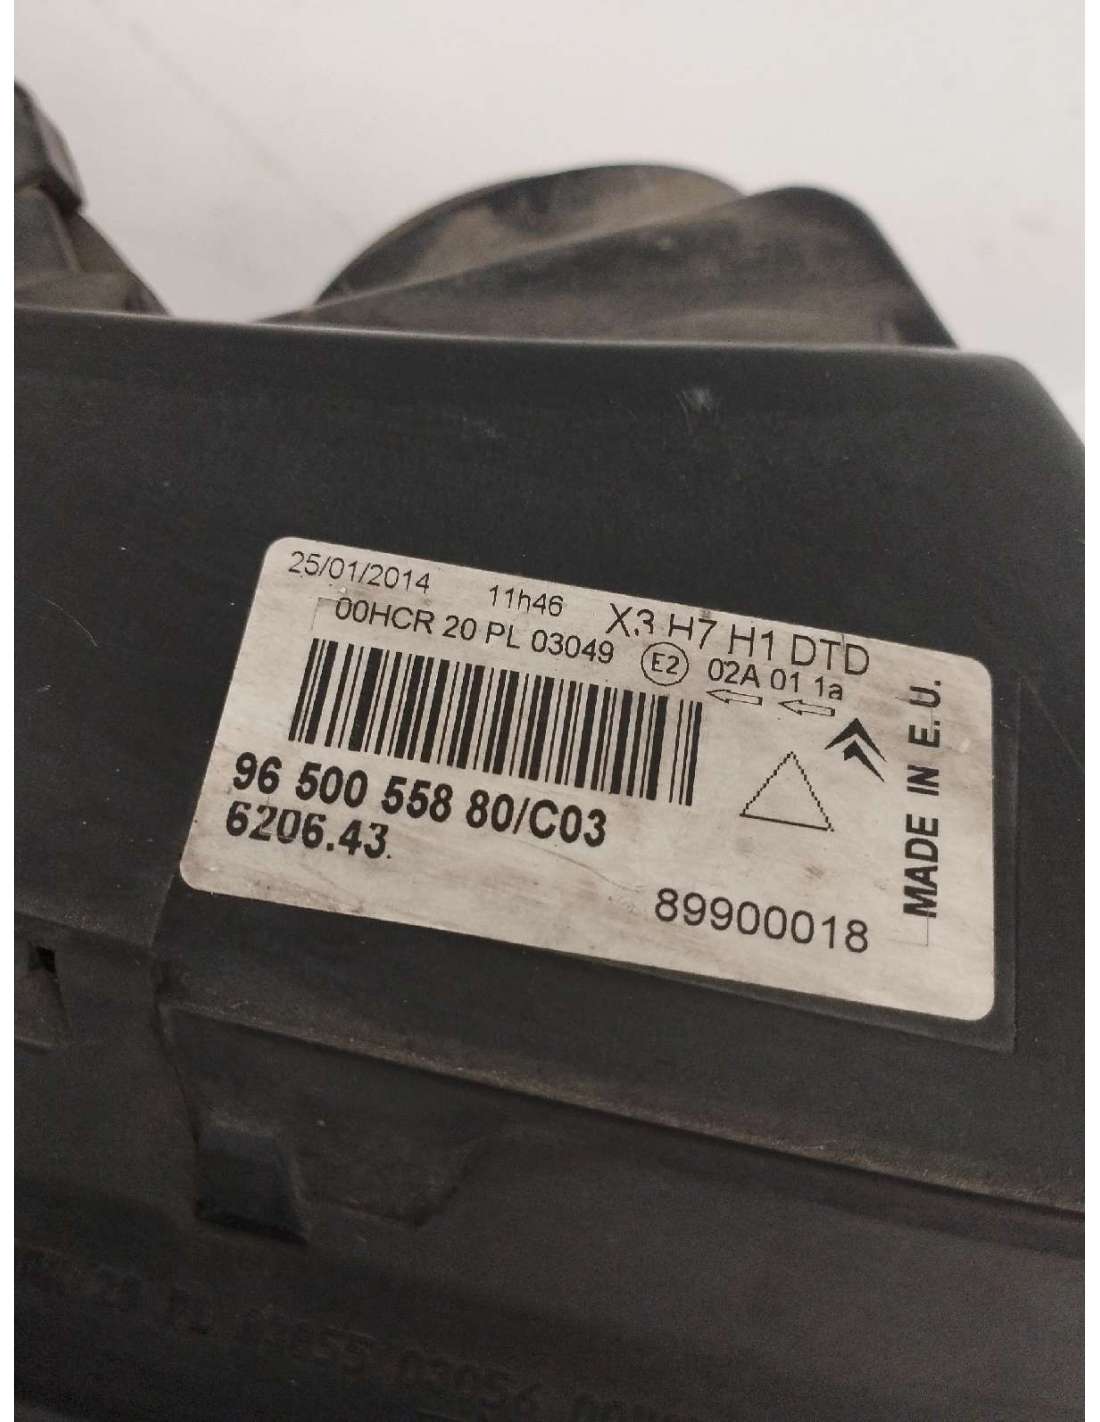 25/01/2014 11h46 X3 H7 H1 DTD
00HCR 20 PL 03049 E2 02A 01 1a
96 500 558 80/C03
6206.43.
89900018
MADE IN E.U.